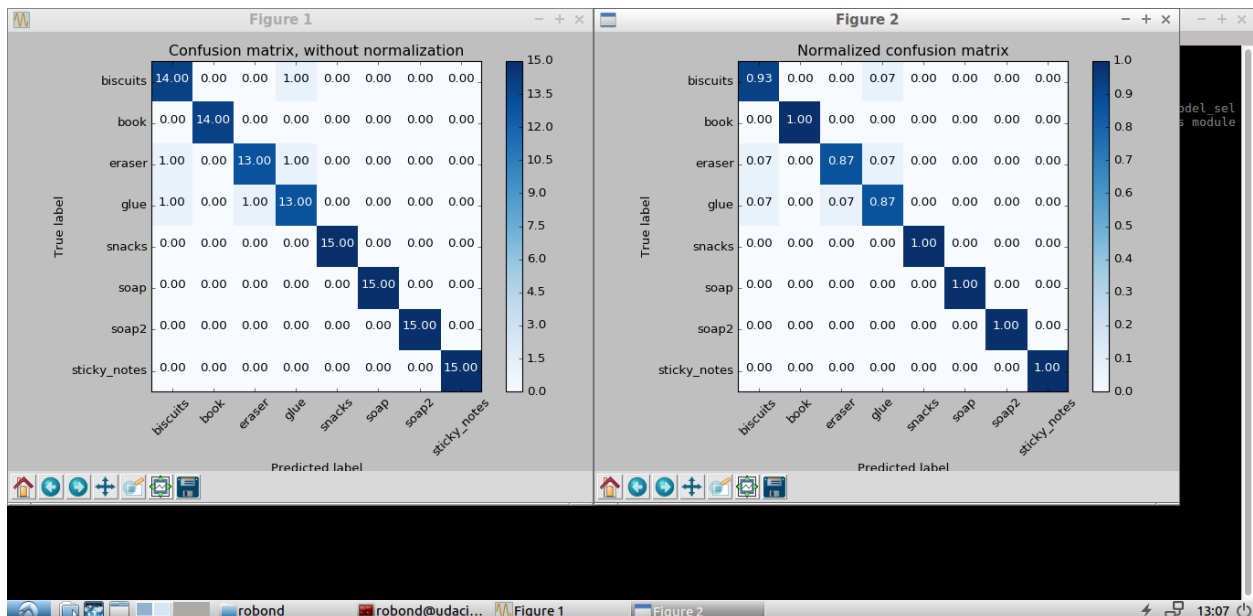 Figure 1
Confusion matrix, without normalization
biscuits 14.00 0.00 0.00 1.00 0.00 0.00 0.00 0.00
book 0.00 14.00 0.00 0.00 0.00 0.00 0.00 0.00
eraser 1.00 0.00 13.00 1.00 0.00 0.00 0.00 0.00
glue 1.00 0.00 1.00 13.00 0.00 0.00 0.00 0.00
snacks 0.00 0.00 0.00 0.00 15.00 0.00 0.00 0.00
soap 0.00 0.00 0.00 0.00 0.00 15.00 0.00 0.00
soap2 0.00 0.00 0.00 0.00 0.00 0.00 15.00 0.00
sticky_notes 0.00 0.00 0.00 0.00 0.00 0.00 0.00 15.00
True label
biscuits book eraser glue snacks soap soap2 sticky_notes
Predicted label
15.0
13.5
12.0
10.5
9.0
7.5
6.0
4.5
3.0
1.5
0.0
Figure 2
Normalized confusion matrix
biscuits 0.93 0.00 0.00 0.07 0.00 0.00 0.00 0.00
book 0.00 1.00 0.00 0.00 0.00 0.00 0.00 0.00
eraser 0.07 0.00 0.87 0.07 0.00 0.00 0.00 0.00
glue 0.07 0.00 0.07 0.87 0.00 0.00 0.00 0.00
snacks 0.00 0.00 0.00 0.00 1.00 0.00 0.00 0.00
soap 0.00 0.00 0.00 0.00 0.00 1.00 0.00 0.00
soap2 0.00 0.00 0.00 0.00 0.00 0.00 1.00 0.00
sticky_notes 0.00 0.00 0.00 0.00 0.00 0.00 0.00 1.00
True label
biscuits book eraser glue snacks soap soap2 sticky_notes
Predicted label
1.0
0.9
0.8
0.7
0.6
0.5
0.4
0.3
0.2
0.1
0.0
odel_sel
s module
robond
robond@udaci...
Figure 1
Figure 2
13:07